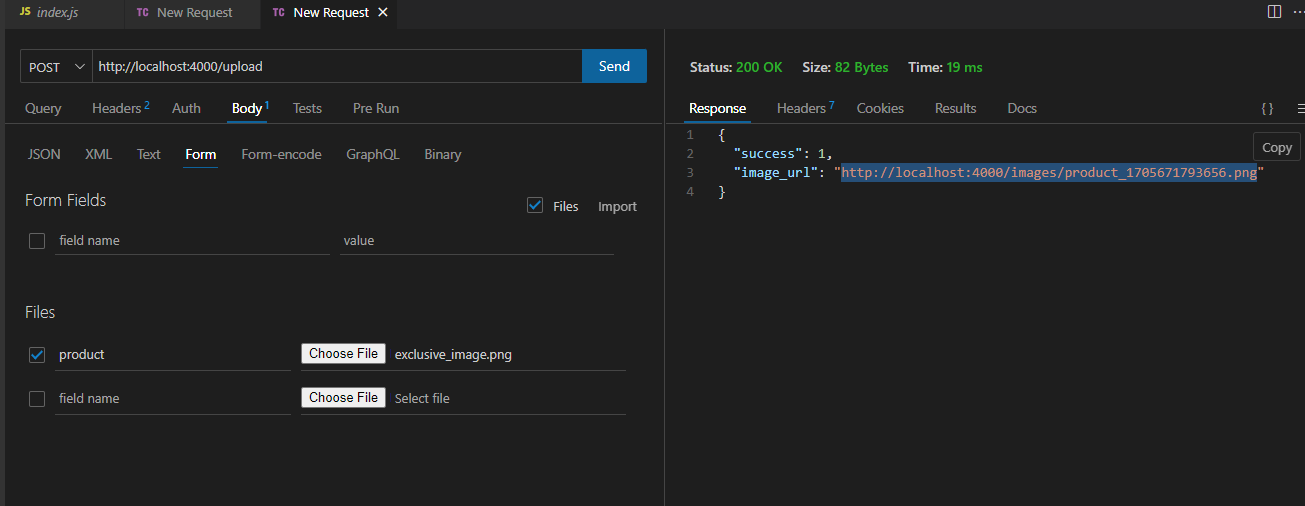 JS index.js TC New Request TC New Request ✕ ⋯
POST http://localhost:4000/upload Send
Query Headers 2 Auth Body 1 Tests Pre Run
JSON XML Text Form Form-encode GraphQL Binary
Form Fields
Files Import
field name value
Files
product Choose File exclusive_image.png
field name Choose File Select file
Status: 200 OK Size: 82 Bytes Time: 19 ms
Response Headers 7 Cookies Results Docs { }
Copy
1 {
2 "success": 1,
3 "image_url": "http://localhost:4000/images/product_1705671793656.png"
4 }